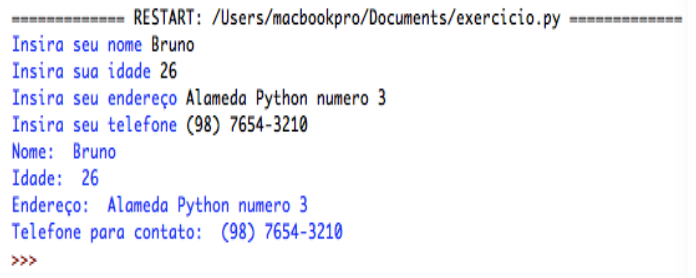 ============= RESTART: /Users/macbookpro/Documents/exercicio.py =============
Insira seu nome Bruno
Insira sua idade 26
Insira seu endereço Alameda Python numero 3
Insira seu telefone (98) 7654-3210
Nome:  Bruno
Idade:  26
Endereço:  Alameda Python numero 3
Telefone para contato:  (98) 7654-3210
>>>